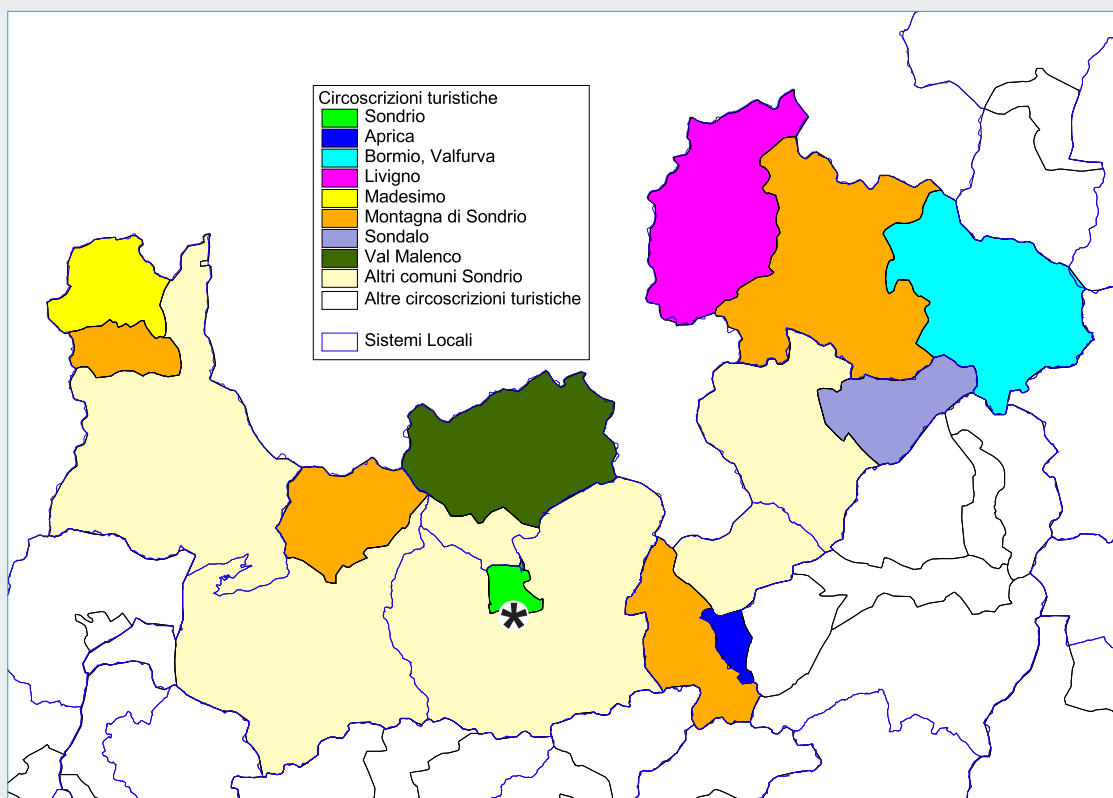 Circoscrizioni turistiche
Sondrio
Aprica
Bormio, Valfurva
Livigno
Madesimo
Montagna di Sondrio
Sondalo
Val Malenco
Altri comuni Sondrio
Altre circoscrizioni turistiche
Sistemi Locali
*